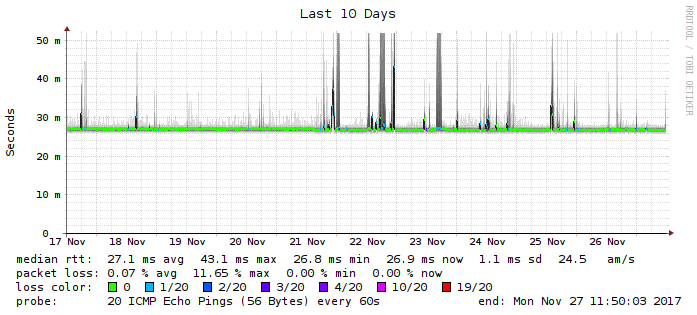 Last 10 Days
RRDTOOL / TOBI OETIKER
Seconds
50 m
40 m
30 m
20 m
10 m
0
17 Nov 18 Nov 19 Nov 20 Nov 21 Nov 22 Nov 23 Nov 24 Nov 25 Nov 26 Nov
median rtt: 27.1 ms avg 43.1 ms max 26.8 ms min 26.9 ms now 1.1 ms sd 24.5 am/s
packet loss: 0.07 % avg 11.65 % max 0.00 % min 0.00 % now
loss color: 0 1/20 2/20 3/20 4/20 10/20 19/20
probe: 20 ICMP Echo Pings (56 Bytes) every 60s end: Mon Nov 27 11:50:03 2017